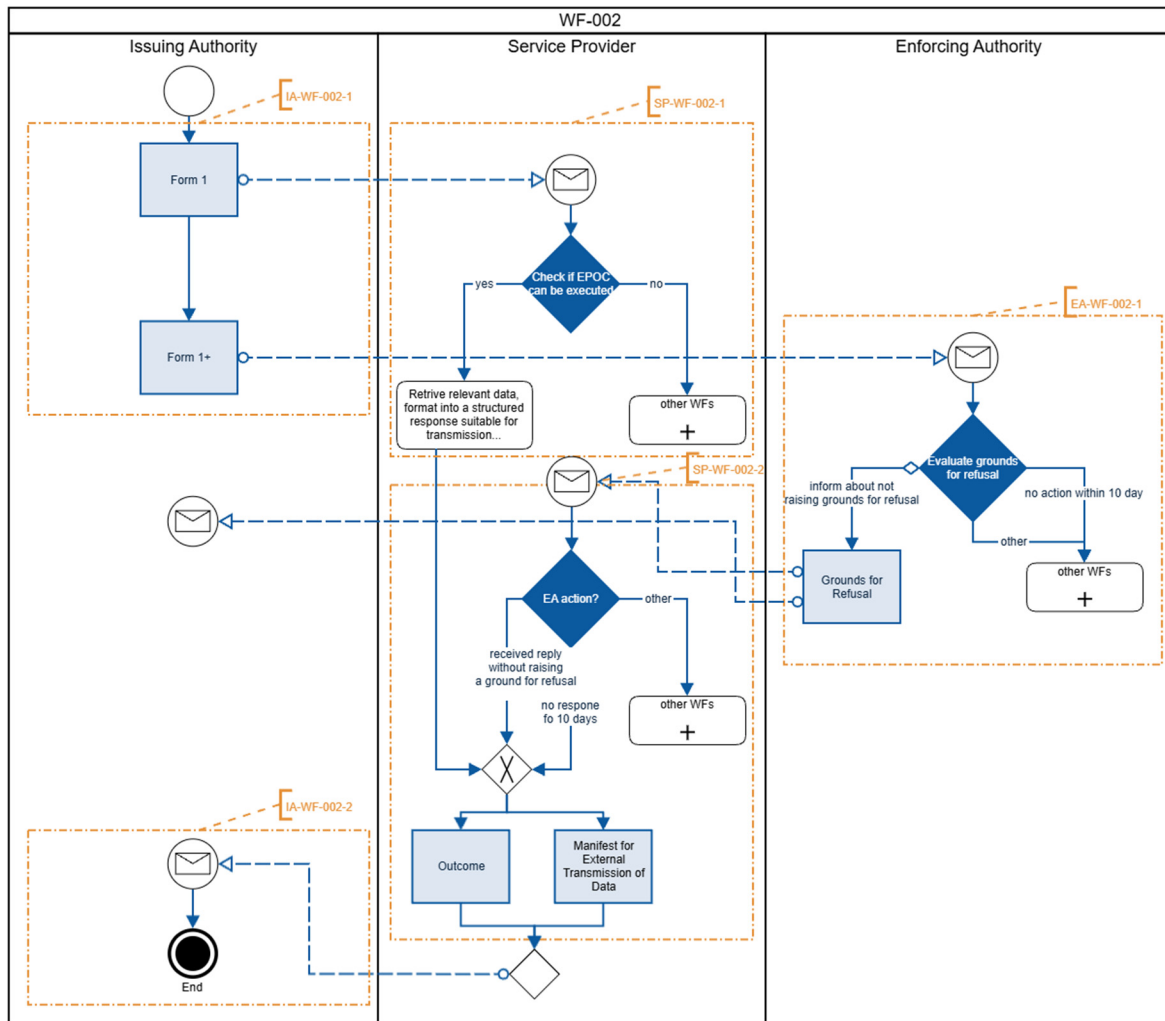 WF-002
Issuing Authority
Service Provider
Enforcing Authority
IA-WF-002-1
Form 1
Form 1+
SP-WF-002-1
Check if EPOC
can be executed
yes
no
Retrive relevant data,
format into a structured
response suitable for
transmission...
other WFs
EA-WF-002-1
Evaluate grounds
for refusal
inform about not
raising grounds for refusal
no action within 10 day
other
Grounds for
Refusal
other WFs
SP-WF-002-2
EA action?
other
received reply
without raising
a ground for refusal
no respone
fo 10 days
other WFs
Outcome
Manifest for
External
Transmission of
Data
IA-WF-002-2
End